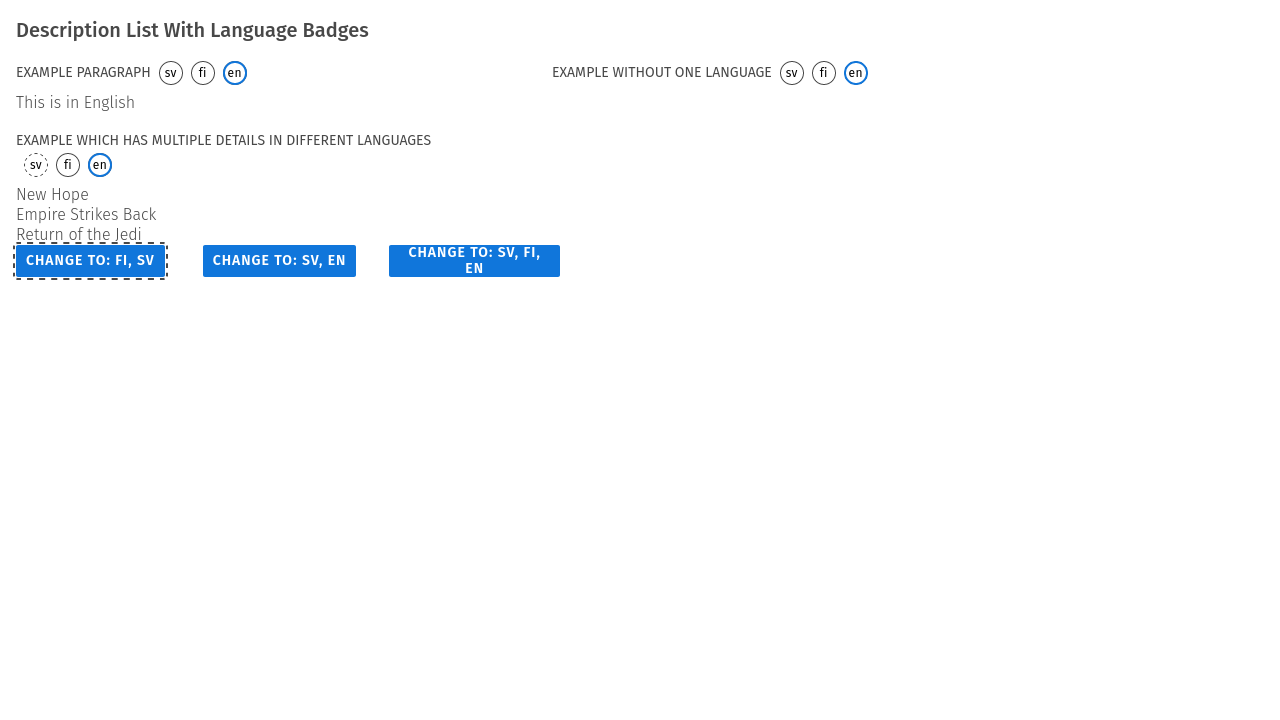 Description List With Language Badges
EXAMPLE PARAGRAPH sv fi en
This is in English
EXAMPLE WITHOUT ONE LANGUAGE sv fi en
EXAMPLE WHICH HAS MULTIPLE DETAILS IN DIFFERENT LANGUAGES
sv fi en
New Hope
Empire Strikes Back
Return of the Jedi
CHANGE TO: FI, SV
CHANGE TO: SV, EN
CHANGE TO: SV, FI,
EN